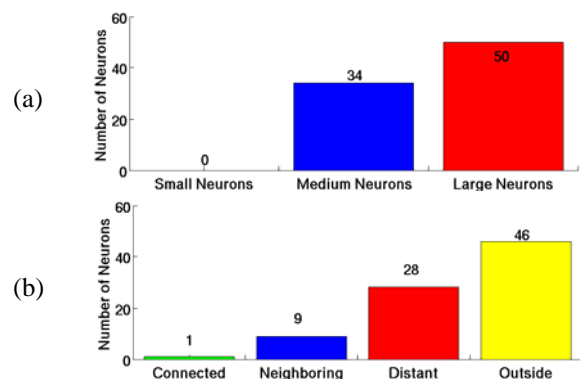 (a)
Number of Neurons
60
40
20
0
0
34
50
Small Neurons Medium Neurons Large Neurons
(b)
Number of Neurons
60
40
20
0
1
9
28
46
Connected Neighboring Distant Outside